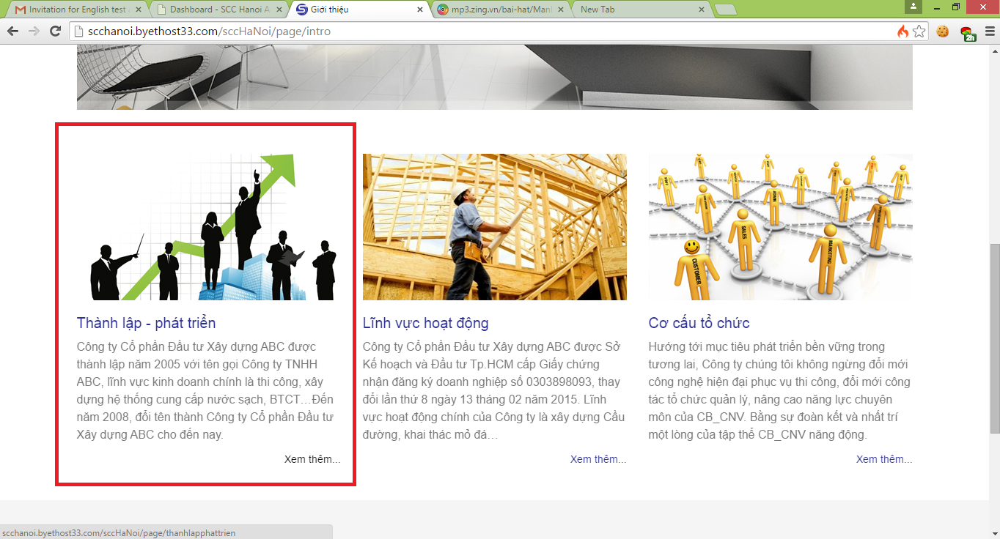 Invitation for English test
Dashboard - SCC Hanoi A
Giới thiệu
mp3.zing.vn/bai-hat/Man
New Tab
scchanoi.byethost33.com/sccHaNoi/page/intro
2h
SALES
ADMIN
MARKETING
CUSTOMER
Thành lập - phát triển
Công ty Cổ phần Đầu tư Xây dựng ABC được
thành lập năm 2005 với tên gọi Công ty TNHH
ABC, lĩnh vực kinh doanh chính là thi công, xây
dựng hệ thống cung cấp nước sạch, BTCT…Đến
năm 2008, đổi tên thành Công ty Cổ phần Đầu tư
Xây dựng ABC cho đến nay.
Xem thêm...
Lĩnh vực hoạt động
Công ty Cổ phần Đầu tư Xây dựng ABC được Sở
Kế hoạch và Đầu tư Tp.HCM cấp Giấy chứng
nhận đăng ký doanh nghiệp số 0303898093, thay
đổi lần thứ 8 ngày 13 tháng 02 năm 2015. Lĩnh
vực hoạt động chính của Công ty là xây dựng Cầu
đường, khai thác mỏ đá…
Xem thêm...
Cơ cấu tổ chức
Hướng tới mục tiêu phát triển bền vững trong
tương lai, Công ty chúng tôi không ngừng đổi mới
công nghệ hiện đại phục vụ thi công, đổi mới công
tác tổ chức quản lý, nâng cao năng lực chuyên
môn của CB_CNV. Bằng sự đoàn kết và nhất trí
một lòng của tập thể CB_CNV năng động.
Xem thêm...
scchanoi.byethost33.com/sccHaNoi/page/thanhlapphattrien